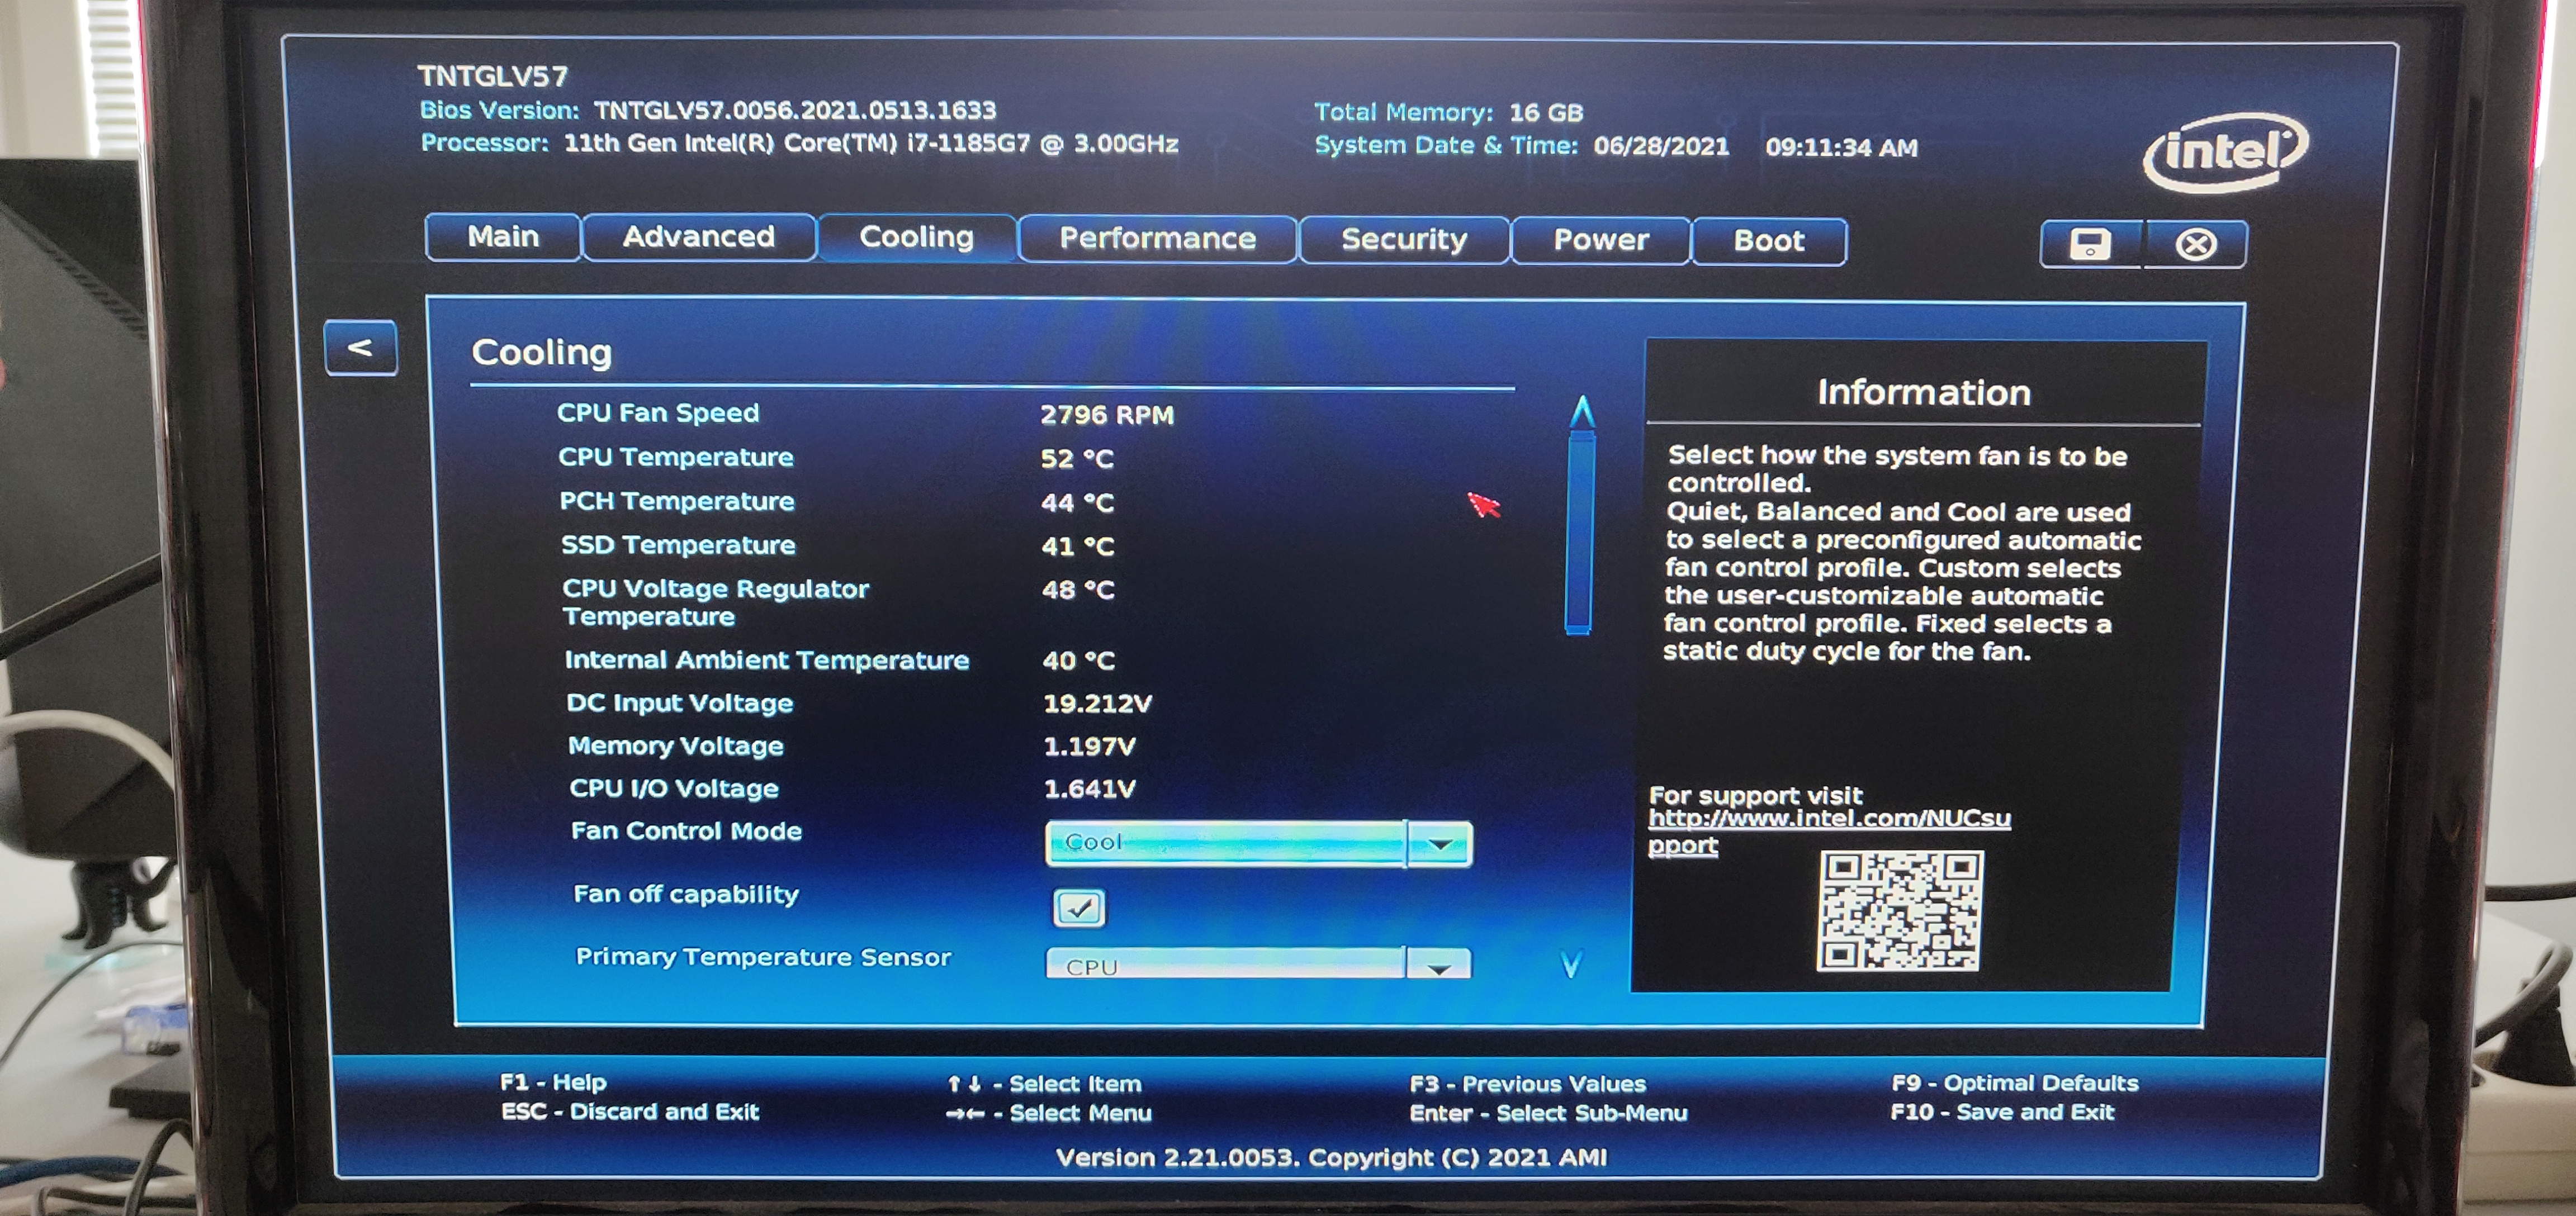 TNTGLV57
Bios Version: TNTGLV57.0056.2021.0513.1633
Processor: 11th Gen Intel(R) Core(TM) i7-1185G7 @ 3.00GHz
Total Memory: 16 GB
System Date & Time: 06/28/2021 09:11:34 AM
intel
Main Advanced Cooling Performance Security Power Boot
<
Cooling
CPU Fan Speed 2796 RPM
CPU Temperature 52 °C
PCH Temperature 44 °C
SSD Temperature 41 °C
CPU Voltage Regulator 48 °C
Temperature
Internal Ambient Temperature 40 °C
DC Input Voltage 19.212V
Memory Voltage 1.197V
CPU I/O Voltage 1.641V
Fan Control Mode Cool
Fan off capability
Primary Temperature Sensor CPU
Information
Select how the system fan is to be
controlled.
Quiet, Balanced and Cool are used
to select a preconfigured automatic
fan control profile. Custom selects
the user-customizable automatic
fan control profile. Fixed selects a
static duty cycle for the fan.
For support visit
http://www.intel.com/NUCsu
pport
F1 - Help ↑↓ - Select Item F3 - Previous Values F9 - Optimal Defaults
ESC - Discard and Exit →← - Select Menu Enter - Select Sub-Menu F10 - Save and Exit
Version 2.21.0053. Copyright (C) 2021 AMI